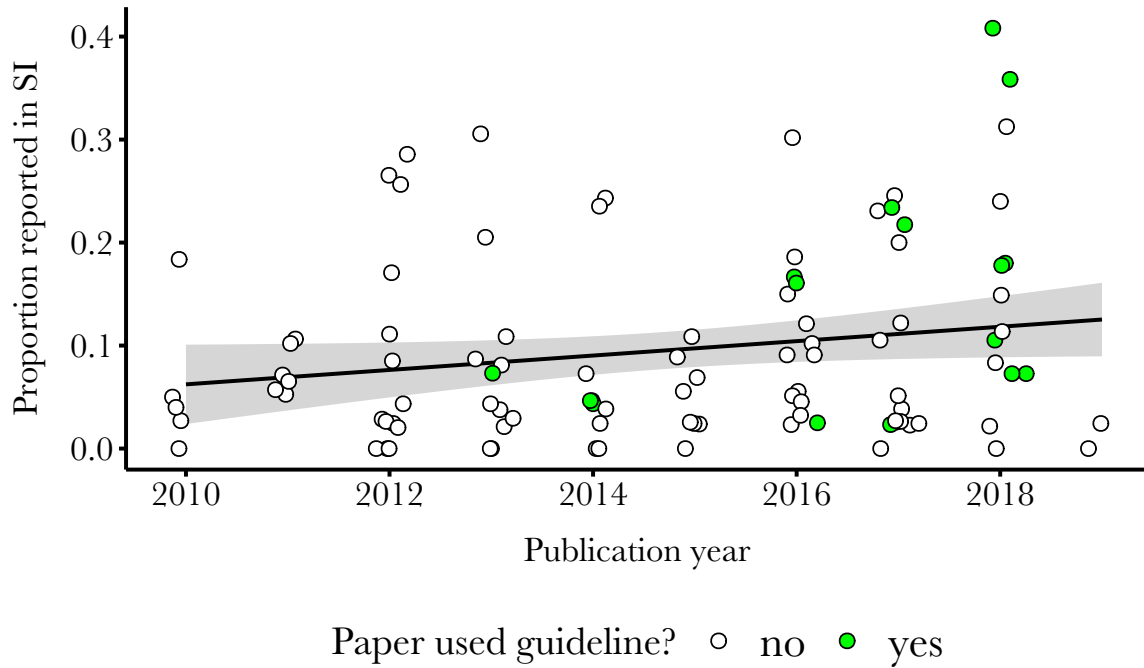 Proportion reported in SI
0.4
0.3
0.2
0.1
0.0
2010 2012 2014 2016 2018
Publication year
Paper used guideline? no yes